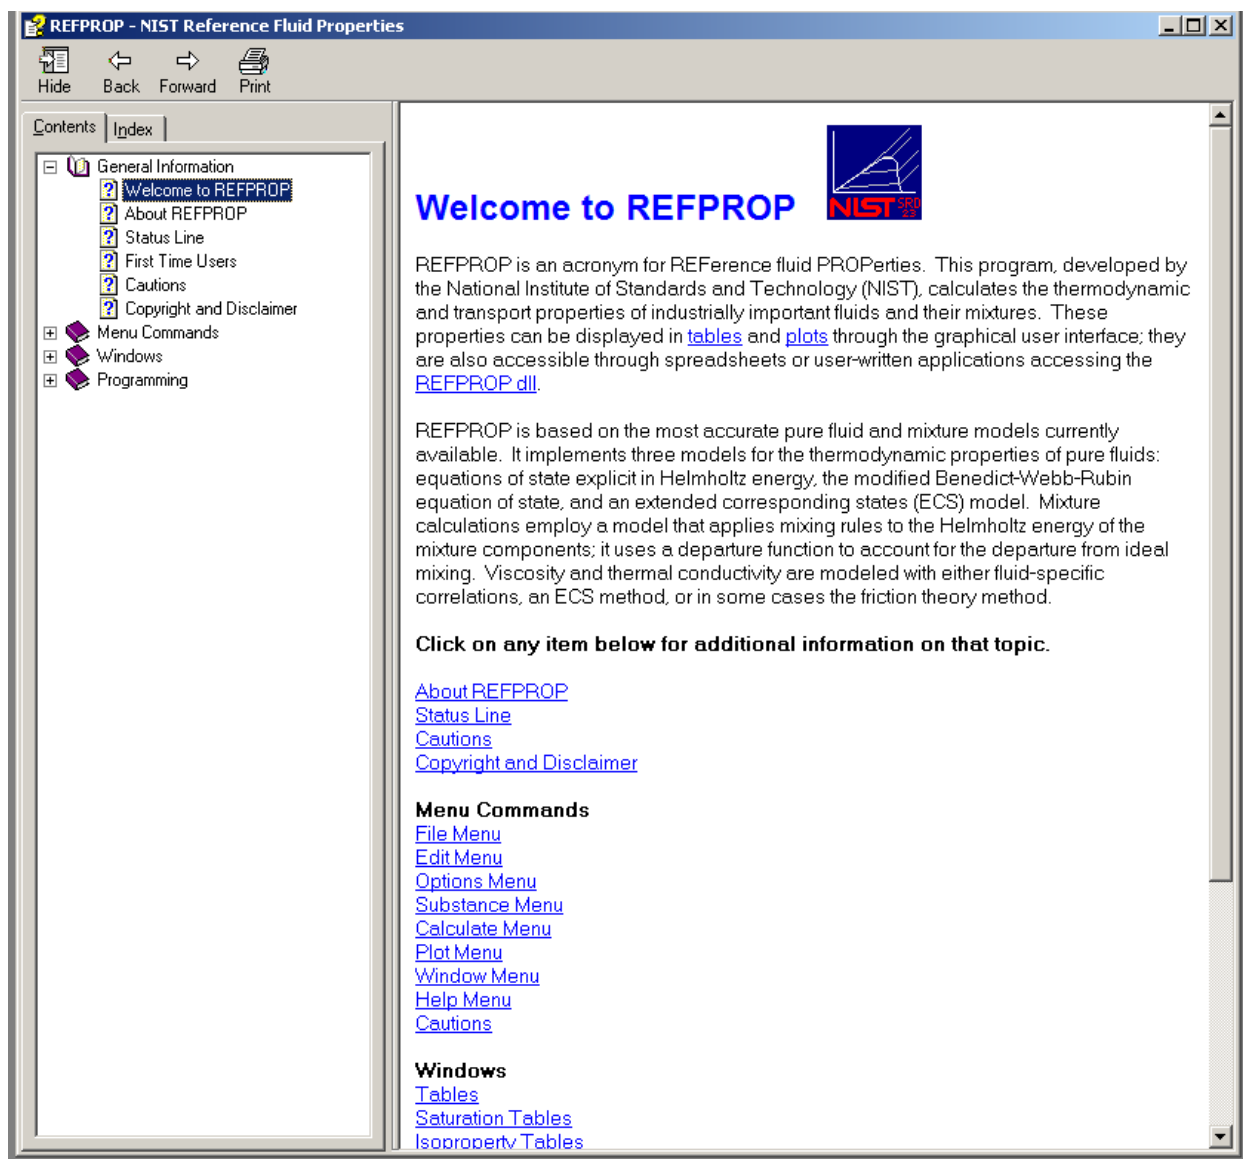 REFPROP - NIST Reference Fluid Properties
Hide Back Forward Print
Contents Index
General Information
Welcome to REFPROP
About REFPROP
Status Line
First Time Users
Cautions
Copyright and Disclaimer
Menu Commands
Windows
Programming
Welcome to REFPROP
NIST SRD 23
REFPROP is an acronym for REFerence fluid PROPerties. This program, developed by
the National Institute of Standards and Technology (NIST), calculates the thermodynamic
and transport properties of industrially important fluids and their mixtures. These
properties can be displayed in tables and plots through the graphical user interface; they
are also accessible through spreadsheets or user-written applications accessing the
REFPROP dll.
REFPROP is based on the most accurate pure fluid and mixture models currently
available. It implements three models for the thermodynamic properties of pure fluids:
equations of state explicit in Helmholtz energy, the modified Benedict-Webb-Rubin
equation of state, and an extended corresponding states (ECS) model. Mixture
calculations employ a model that applies mixing rules to the Helmholtz energy of the
mixture components; it uses a departure function to account for the departure from ideal
mixing. Viscosity and thermal conductivity are modeled with either fluid-specific
correlations, an ECS method, or in some cases the friction theory method.
Click on any item below for additional information on that topic.
About REFPROP
Status Line
Cautions
Copyright and Disclaimer
Menu Commands
File Menu
Edit Menu
Options Menu
Substance Menu
Calculate Menu
Plot Menu
Window Menu
Help Menu
Cautions
Windows
Tables
Saturation Tables
Isoproperty Tables